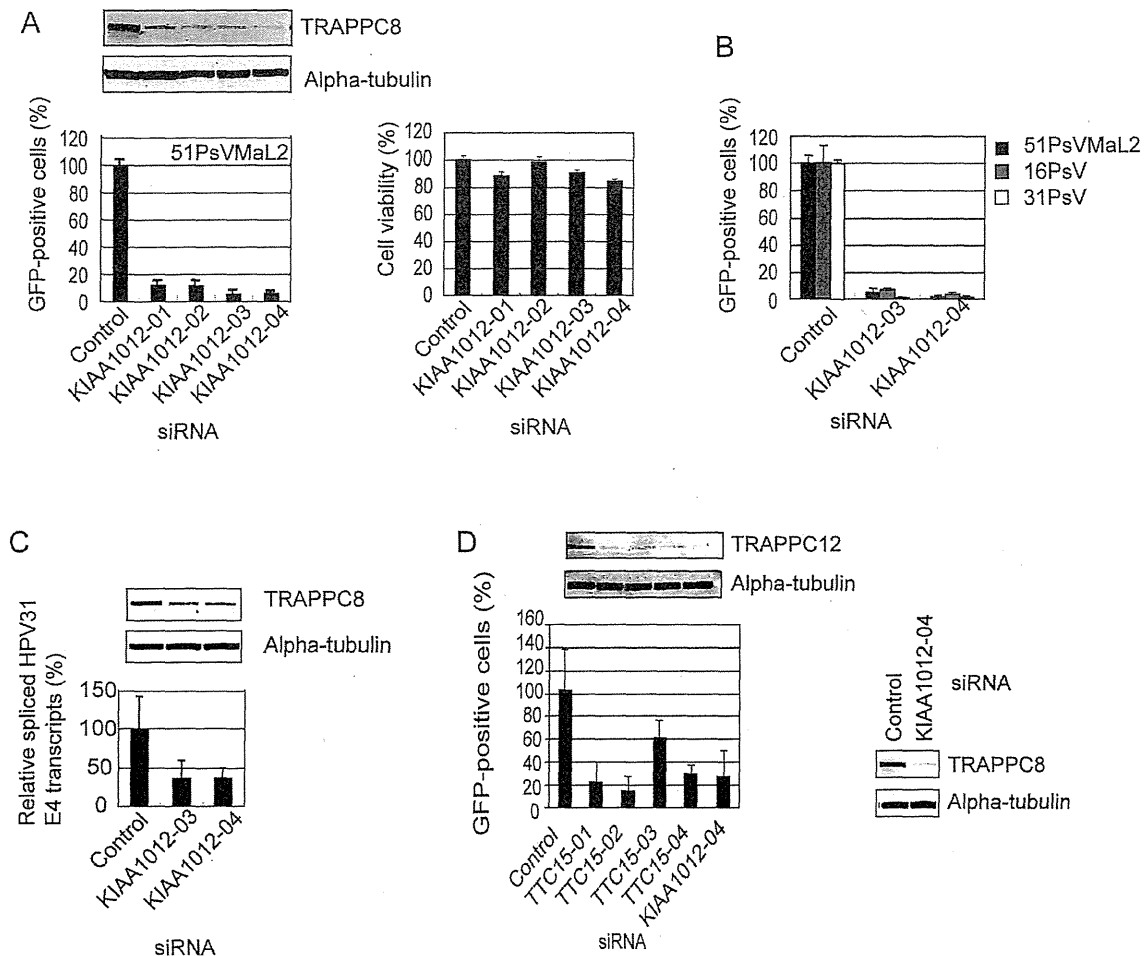 A
TRAPPC8
Alpha-tubulin
GFP-positive cells (%)
120
100
80
60
40
20
0
51PsVMaL2
Control
KIAA1012-01
KIAA1012-02
KIAA1012-03
KIAA1012-04
siRNA
Cell viability (%)
120
100
80
60
40
20
0
Control
KIAA1012-01
KIAA1012-02
KIAA1012-03
KIAA1012-04
siRNA
B
GFP-positive cells (%)
120
100
80
60
40
20
0
51PsVMaL2
16PsV
31PsV
Control
KIAA1012-03
KIAA1012-04
siRNA
C
TRAPPC8
Alpha-tubulin
Relative spliced HPV31
E4 transcripts (%)
150
100
50
0
Control
KIAA1012-03
KIAA1012-04
siRNA
D
TRAPPC12
Alpha-tubulin
GFP-positive cells (%)
160
140
120
100
80
60
40
20
0
Control
TTC15-01
TTC15-02
TTC15-03
TTC15-04
KIAA1012-04
siRNA
Control
KIAA1012-04
siRNA
TRAPPC8
Alpha-tubulin